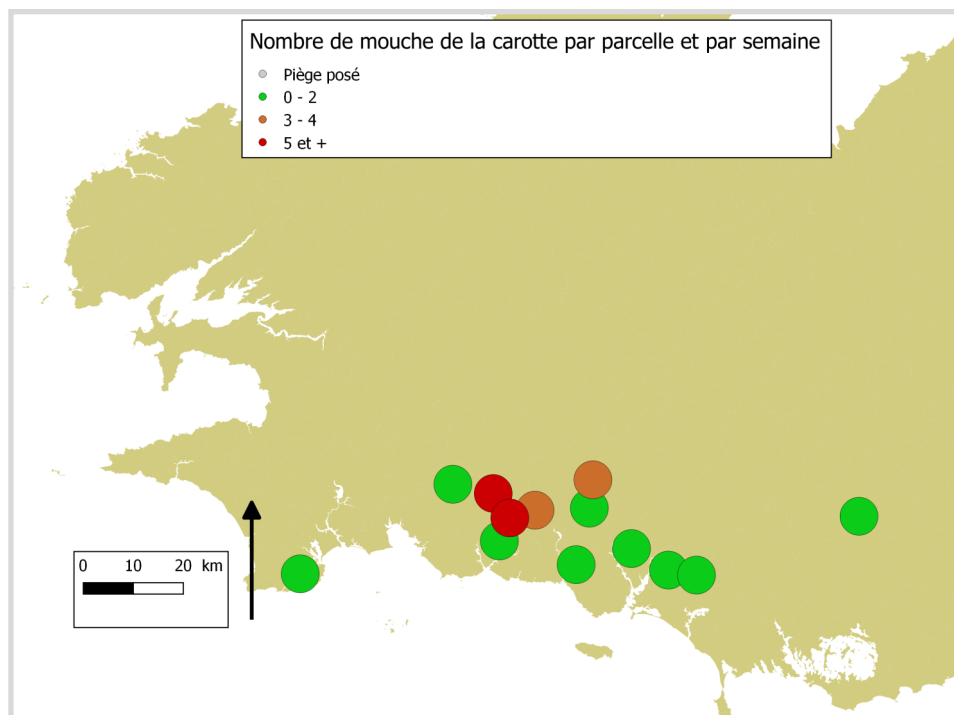 Nombre de mouche de la carotte par parcelle et par semaine
Piège posé
0 - 2
3 - 4
5 et +
0 10 20 km